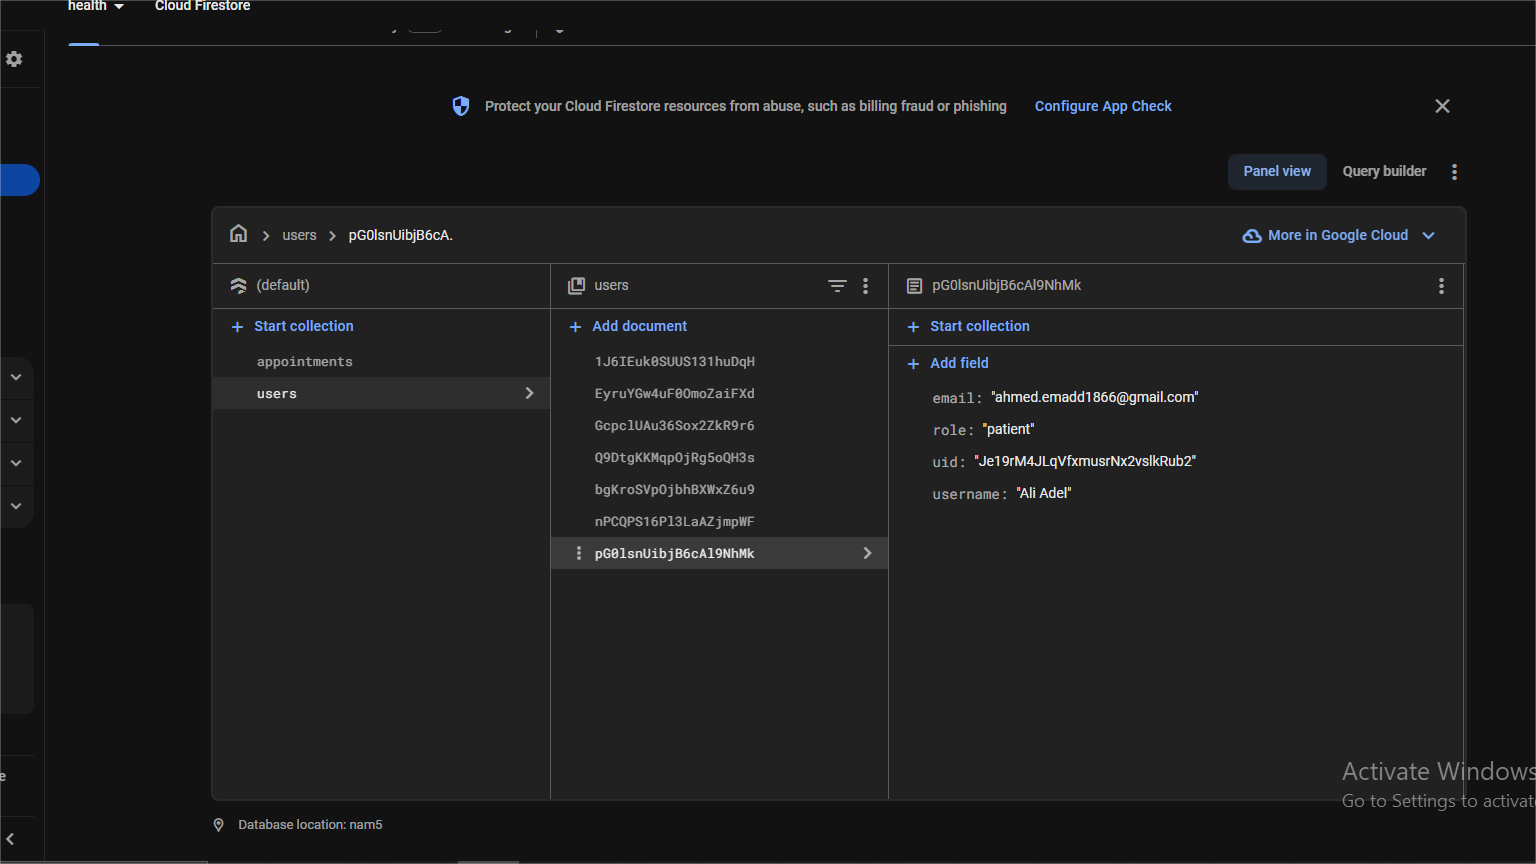 health
Cloud Firestore
Protect your Cloud Firestore resources from abuse, such as billing fraud or phishing
Configure App Check
Panel view
Query builder
users
pG0lsnUibjB6cA.
More in Google Cloud
(default)
Start collection
appointments
users
users
Add document
1J6IEuk0SUUS131huDqH
EyruYGw4uF0OmoZaiFXd
GcpclUAu36Sox2ZkR9r6
Q9DtgKKMqpOjRg5oQH3s
bgKroSVpOjbhBXWxZ6u9
nPCQPS16Pl3LaAZjmpWF
pG0lsnUibjB6cAl9NhMk
pG0lsnUibjB6cAl9NhMk
Start collection
Add field
email: "ahmed.emadd1866@gmail.com"
role: "patient"
uid: "Je19rM4JLqVfxmusrNx2vslkRub2"
username: "Ali Adel"
Database location: nam5
Activate Windows
Go to Settings to activate